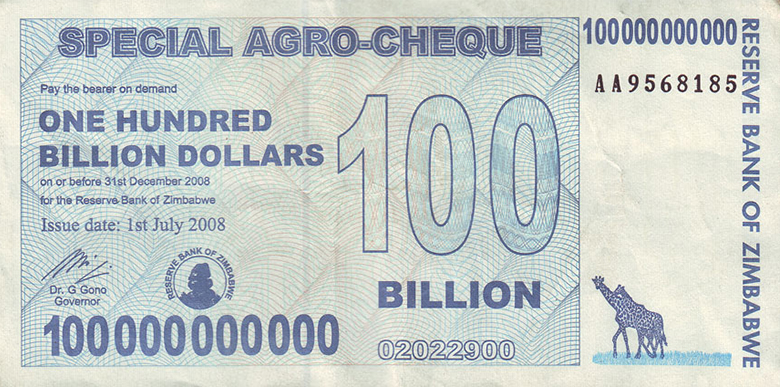 SPECIAL AGRO-CHEQUE
100000000000
AA9568185
Pay the bearer on demand
ONE HUNDRED
BILLION DOLLARS
on or before 31st December 2008
for the Reserve Bank of Zimbabwe
Issue date: 1st July 2008
100
BILLION
Dr. G Gono
Governor
RESERVE BANK OF ZIMBABWE
100000000000
02022900
RESERVE BANK OF ZIMBABWE